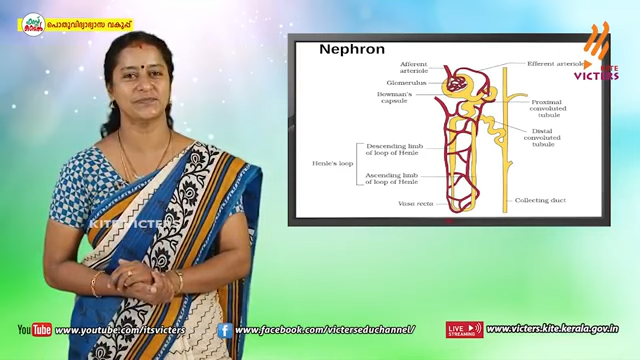 പൊതുവിദ്യാഭ്യാസ വകുപ്പ്
Nephron
Afferent
arteriole
Efferent arteriole
Glomerulus
Bowman's
capsule
Proximal
convoluted
tubule
Distal
convoluted
tubule
Descending limb
of loop of Henle
Henle's loop
Ascending limb
of loop of Henle
Vasa recta
Collecting duct
KITE
VICTERS
KITE VICTERS
YouTube www.youtube.com/itsvicters
f www.facebook.com/victerseduchannel/
LIVE
STREAMING
www.victers.kite.kerala.gov.in